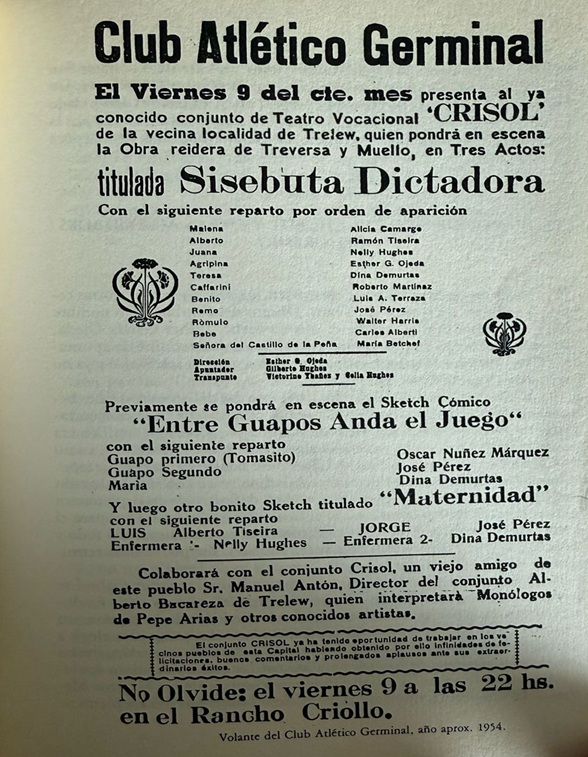 Club Atlético Germinal
El Viernes 9 del cte. mes presenta al ya
conocido conjunto de Teatro Vocacional 'CRISOL'
de la vecina localidad de Trelew, quien pondrá en escena
la Obra reidera de Treversa y Muello, en Tres Actos:
titulada Sisebuta Dictadora
Con el siguiente reparto por orden de aparición
Malena Alicia Camargo
Alberto Ramón Tiseira
Juana Nelly Hughes
Agripina Esther G. Ojeda
Teresa Dina Demurtas
Caffarini Roberto Martinaz
Benito Luis A. Terraza
Remo José Pérez
Ròmulo Walter Harris
Bebe Carlos Alberti
Señora del Castillo de la Peña María Betchef
Dirección Esther G. Ojeda
Apuntador Gilberto Hughes
Transpunte Victorino Ibañez y Celia Hughes
Previamente se pondrá en escena el Sketch Cómico
"Entre Guapos Anda el Juego"
con el siguiente reparto
Guapo primero (Tomasito) Oscar Nuñez Márquez
Guapo Segundo José Pérez
Maria Dina Demurtas
Y luego otro bonito Sketch titulado "Maternidad"
con el siguiente reparto
LUIS Alberto Tiseira — JORGE José Pérez
Enfermera :- Nelly Hughes — Enfermera 2- Dina Demurtas
Colaborará con el conjunto Crisol, un viejo amigo de
este pueblo Sr. Manuel Antón, Director del conjunto Al-
berto Bacareza de Trelew, quien interpretará Monólogos
de Pepe Arias y otros conocidos artistas.
El conjunto CRISOL ya ha tenido oportunidad de trabajar en los ve-
cinos pueblos de esta Capital habiendo obtenido por ello infinidades de fe-
licitaciones, buenos comentarios y prolongados aplausos ante sus extraor-
dinarios éxitos.
No Olvide: el viernes 9 a las 22 hs.
en el Rancho Criollo.
Volante del Club Atlético Germinal, año aprox. 1954.